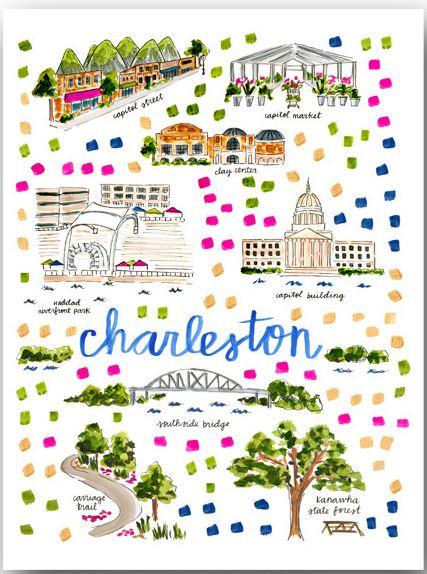 capitol street
capitol market
clay center
Haddad
riverfront park
capitol building
charleston
southside bridge
carriage
trail
Kanawha
state forest